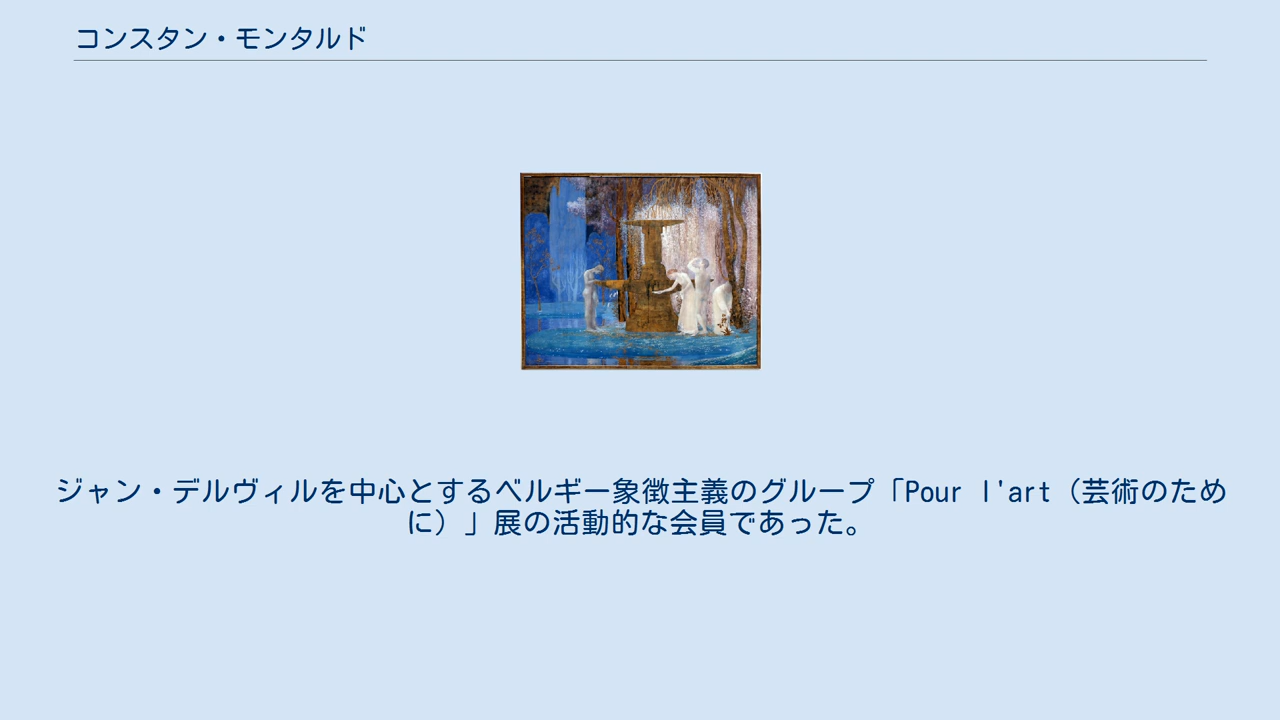 コンスタン・モンタルド
ジャン・デルヴィルを中心とするベルギー象徴主義のグループ「Pour l'art（芸術のため
に）」展の活動的な会員であった。